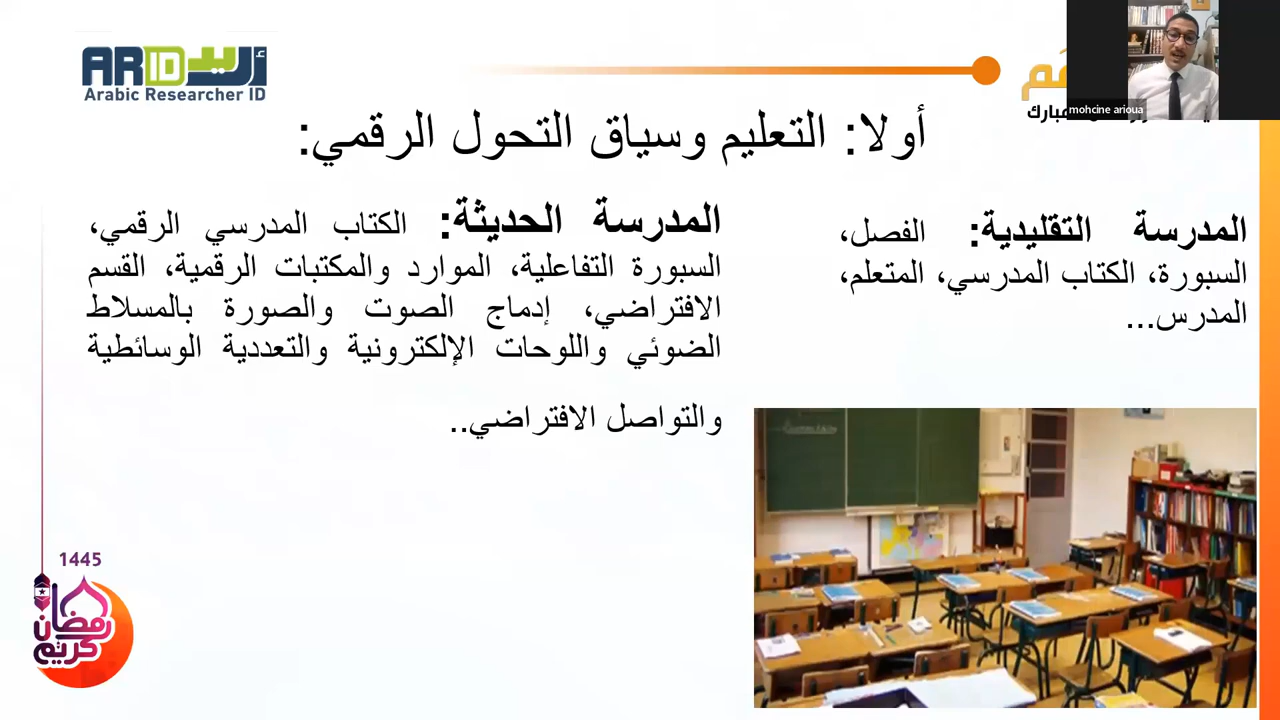 ARID أريد
Arabic Researcher ID
mohcine arioua
أولا: التعليم وسياق التحول الرقمي:
المدرسة التقليدية: الفصل،
السبورة، الكتاب المدرسي، المتعلم،
المدرس...
المدرسة الحديثة: الكتاب المدرسي الرقمي،
السبورة التفاعلية، الموارد والمكتبات الرقمية، القسم
الافتراضي، إدماج الصوت والصورة بالمسلاط
الضوئي واللوحات الإلكترونية والتعددية الوسائطية
والتواصل الافتراضي..
1445
رمضان
كريم